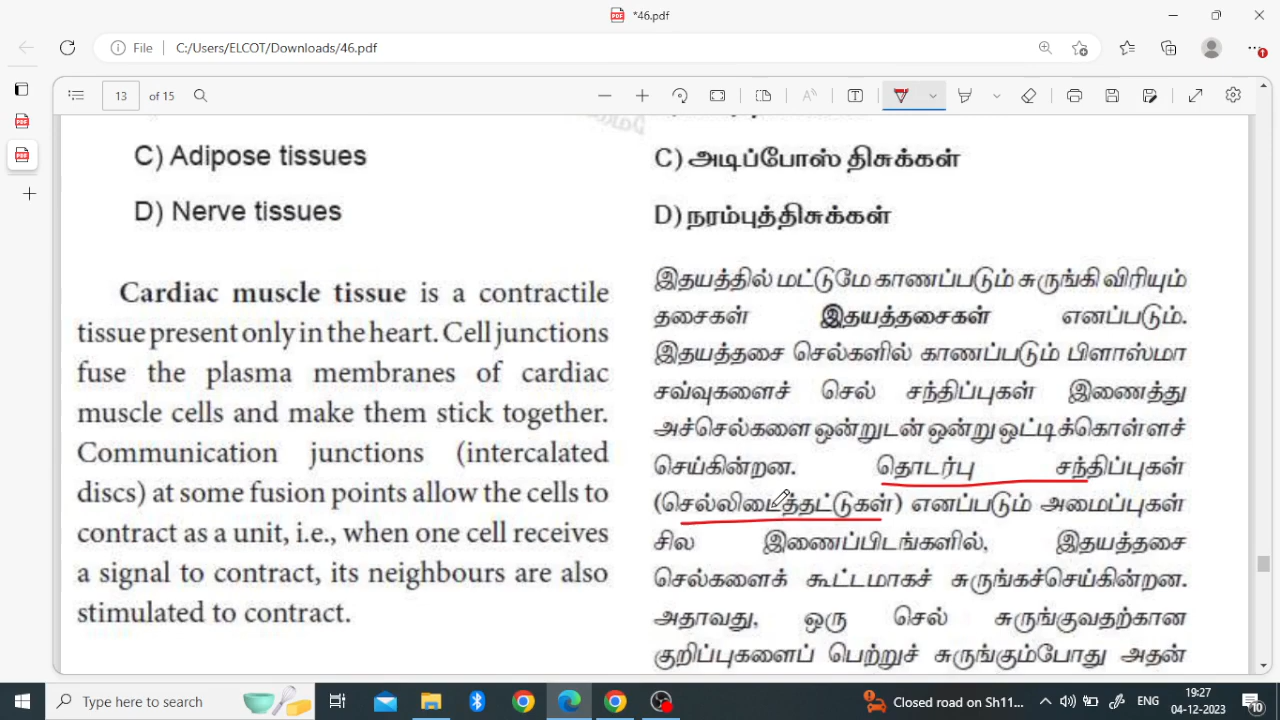 *46.pdf
File
C:/Users/ELCOT/Downloads/46.pdf
13
of 15
C) Adipose tissues
D) Nerve tissues
Cardiac muscle tissue is a contractile
tissue present only in the heart. Cell junctions
fuse the plasma membranes of cardiac
muscle cells and make them stick together.
Communication junctions (intercalated
discs) at some fusion points allow the cells to
contract as a unit, i.e., when one cell receives
a signal to contract, its neighbours are also
stimulated to contract.
C) அடிப்போஸ் திசுக்கள்
D) நரம்புத்திசுக்கள்
இதயத்தில் மட்டுமே காணப்படும் சுருங்கி விரியும்
தசைகள் இதயத்தசைகள் எனப்படும்.
இதயத்தசை செல்களில் காணப்படும் பிளாஸ்மா
சவ்வுகளைச் செல் சந்திப்புகள் இணைத்து
அச்செல்களை ஒன்றுடன் ஒன்று ஒட்டிக்கொள்ளச்
செய்கின்றன. தொடர்பு சந்திப்புகள்
(செல்லிடைத்தட்டுகள்) எனப்படும் அமைப்புகள்
சில இணைப்பிடங்களில், இதயத்தசை
செல்களைக் கூட்டமாகச் சுருங்கச்செய்கின்றன.
அதாவது, ஒரு செல் சுருங்குவதற்கான
குறிப்புகளைப் பெற்றுச் சுருங்கும்போது அதன்
Type here to search
Closed road on Sh11...
ENG
19:27
04-12-2023
10